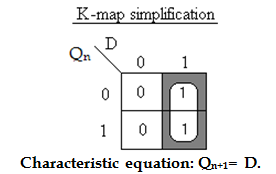 K-map simplification
D
Qn
0 1
0 0 1
1 0 1
Characteristic equation: Qn+1= D.